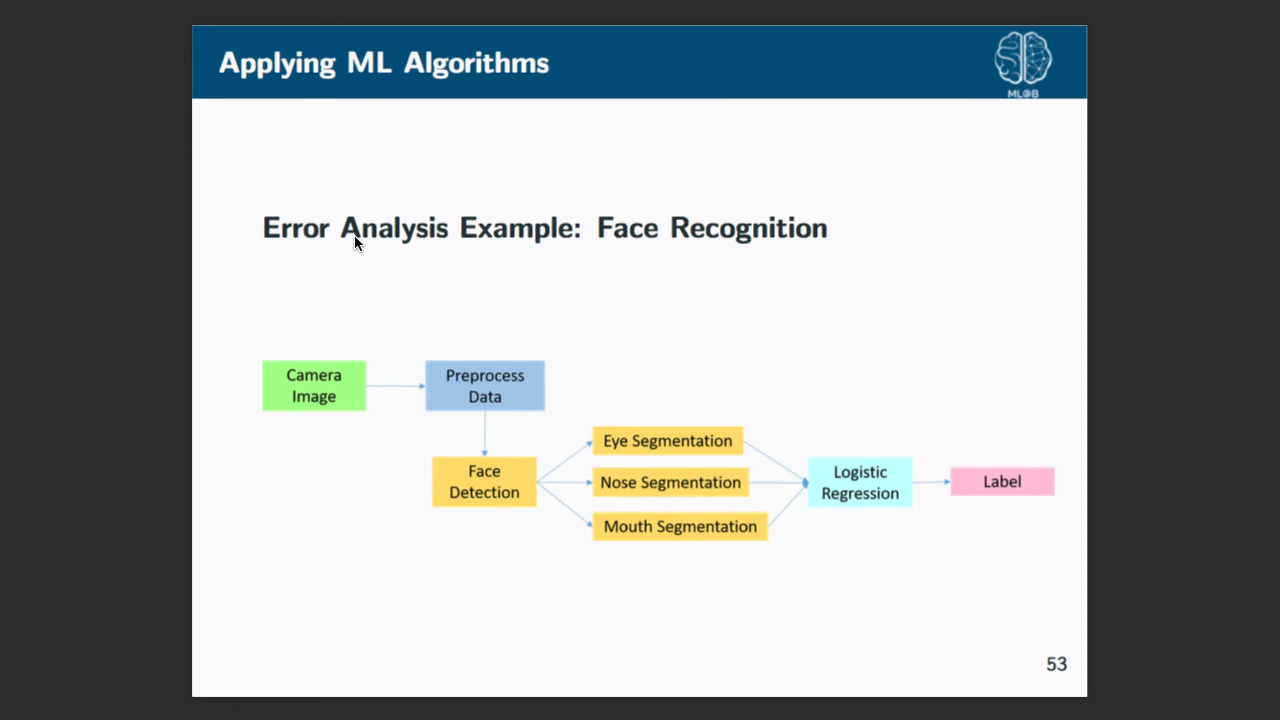 Applying ML Algorithms
ML@B
Error Analysis Example: Face Recognition
Camera
Image
Preprocess
Data
Face
Detection
Eye Segmentation
Nose Segmentation
Mouth Segmentation
Logistic
Regression
Label
53